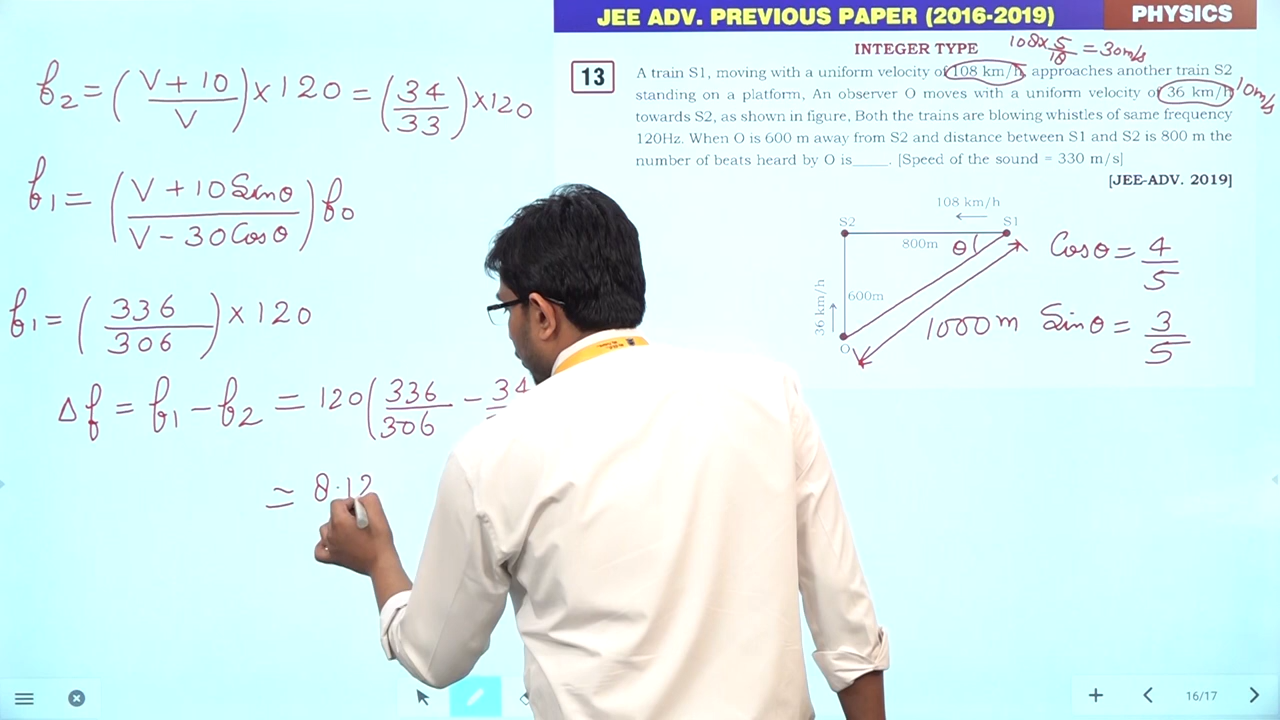 JEE ADV. PREVIOUS PAPER (2016-2019) PHYSICS
INTEGER TYPE
108 × 5/18 = 30 m/s
13
A train S1, moving with a uniform velocity of 108 km/h, approaches another train S2
standing on a platform, An observer O moves with a uniform velocity of 36 km/h
10 m/s
towards S2, as shown in figure, Both the trains are blowing whistles of same frequency
120Hz. When O is 600 m away from S2 and distance between S1 and S2 is 800 m the
number of beats heard by O is____. [Speed of the sound = 330 m/s]
[JEE-ADV. 2019]
108 km/h
S2 S1
800m θ
600m
36 km/h
O
1000m
Cosθ = 4/5
Sinθ = 3/5
f2 = (V + 10 / V) × 120 = (34/33) × 120
f1 = (V + 10 Sinθ / V − 30 Cosθ) f0
f1 = (336/306) × 120
Δf = f1 − f2 = 120 (336/306 − 34
= 8.12
16/17